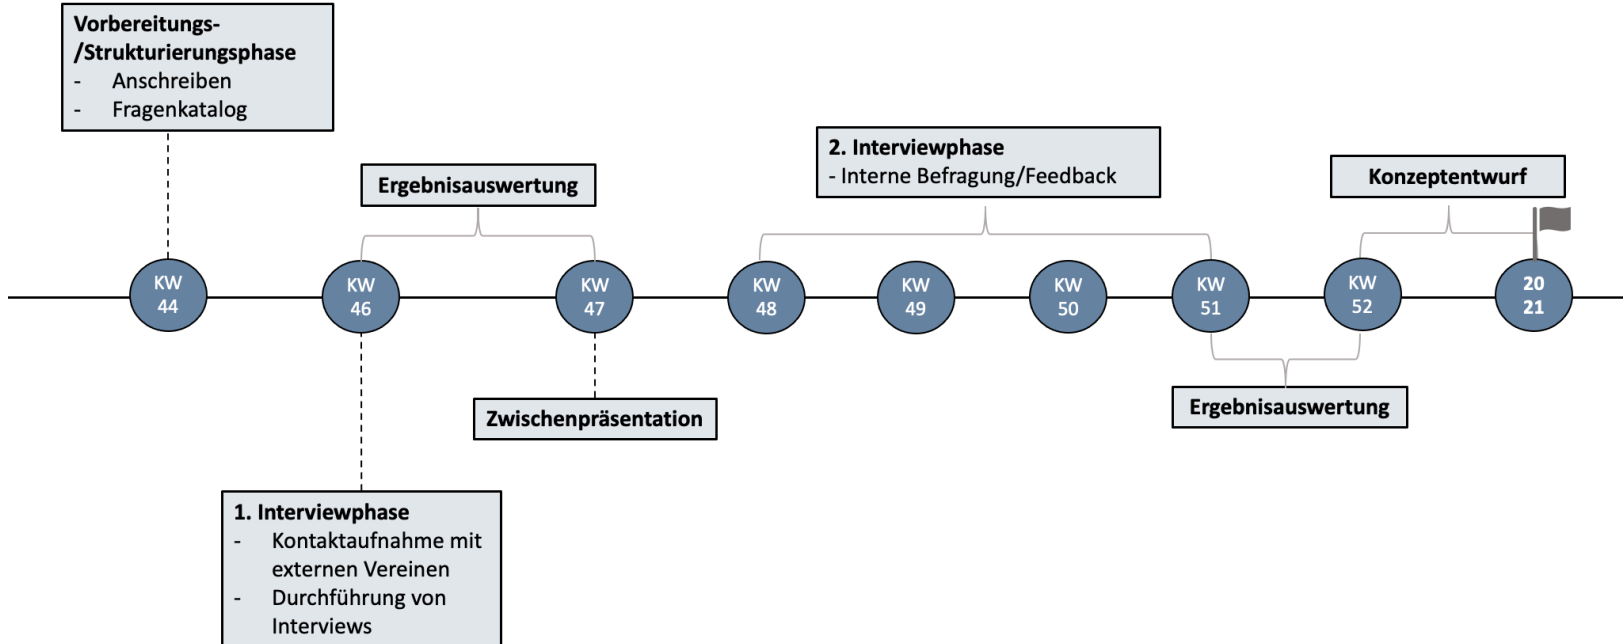 Vorbereitungs-
/Strukturierungsphase
- Anschreiben
- Fragenkatalog
Ergebnisauswertung
2. Interviewphase
- Interne Befragung/Feedback
Konzeptentwurf
KW
44
KW
46
KW
47
KW
48
KW
49
KW
50
KW
51
KW
52
20
21
Zwischenpräsentation
Ergebnisauswertung
1. Interviewphase
- Kontaktaufnahme mit
externen Vereinen
- Durchführung von
Interviews